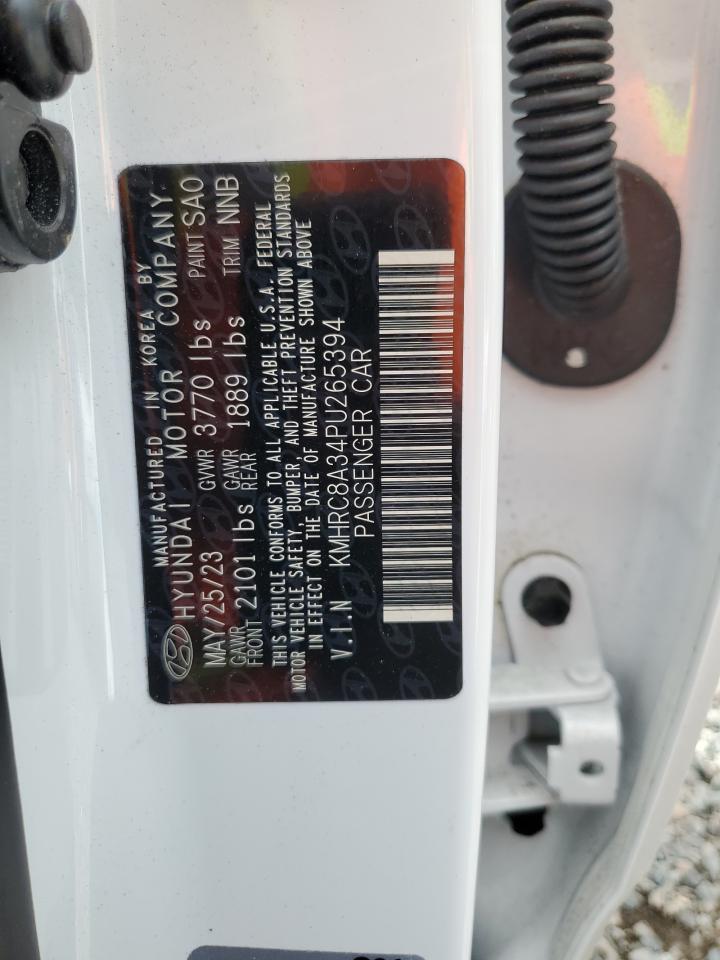 MANUFACTURED IN KOREA BY
HYUNDAI MOTOR COMPANY
MAY/25/23 GVWR 3770 lbs PAINT SAO
GAWR FRONT 2101 lbs GAWR REAR 1889 lbs TRIM NNB
THIS VEHICLE CONFORMS TO ALL APPLICABLE U.S.A. FEDERAL
MOTOR VEHICLE SAFETY, BUMPER, AND THEFT PREVENTION STANDARDS
IN EFFECT ON THE DATE OF MANUFACTURE SHOWN ABOVE
V.I.N KMHRC8A34PU265394
PASSENGER CAR